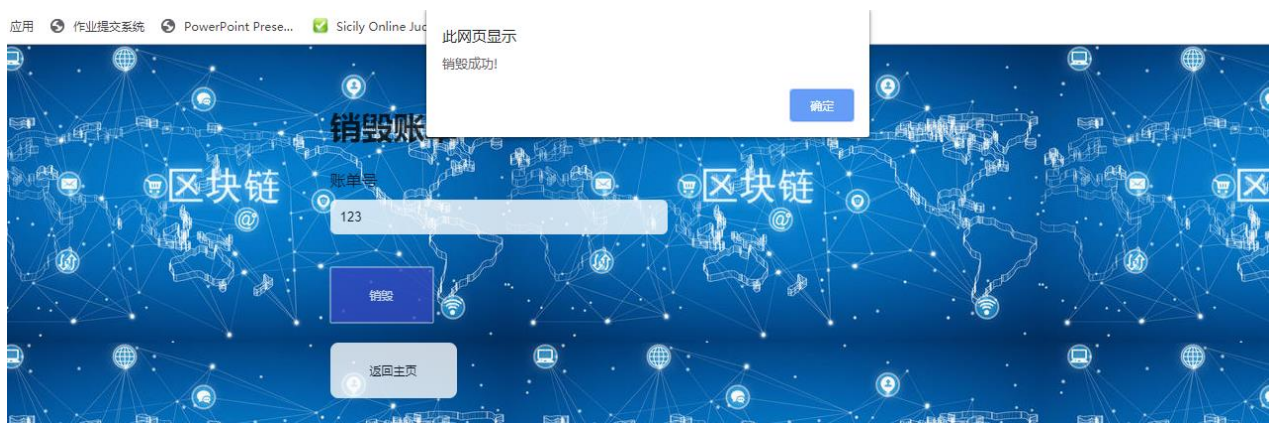 应用 作业提交系统 PowerPoint Prese... Sicily Online Jud
此网页显示
销毁成功!
确定
销毁账
账单号
区块链 区块链 区
123
销毁
返回主页